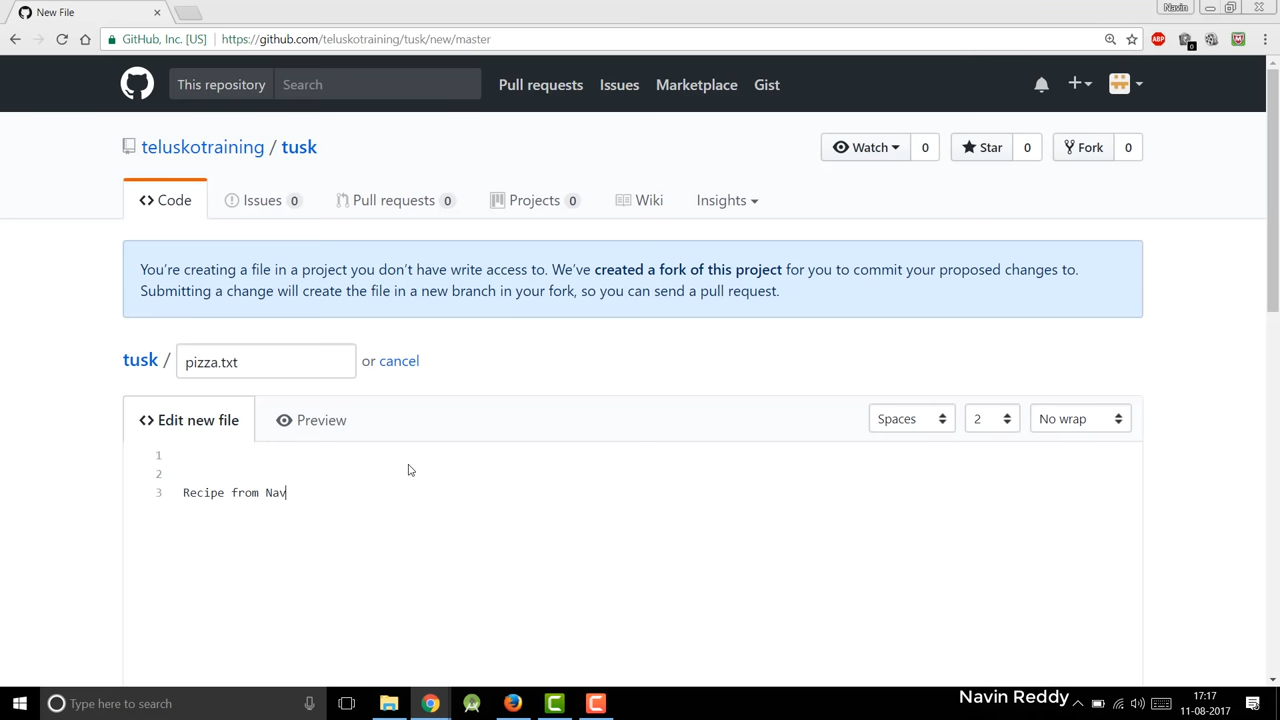 New File
Navin
GitHub, Inc. [US] https://github.com/teluskotraining/tusk/new/master
ABP
0
This repository Search Pull requests Issues Marketplace Gist
teluskotraining / tusk
Watch 0 Star 0 Fork 0
Code Issues 0 Pull requests 0 Projects 0 Wiki Insights
You're creating a file in a project you don't have write access to. We've created a fork of this project for you to commit your proposed changes to.
Submitting a change will create the file in a new branch in your fork, so you can send a pull request.
tusk / pizza.txt or cancel
Edit new file Preview Spaces 2 No wrap
1
2
3 Recipe from Nav
Type here to search
Navin Reddy
17:17
11-08-2017